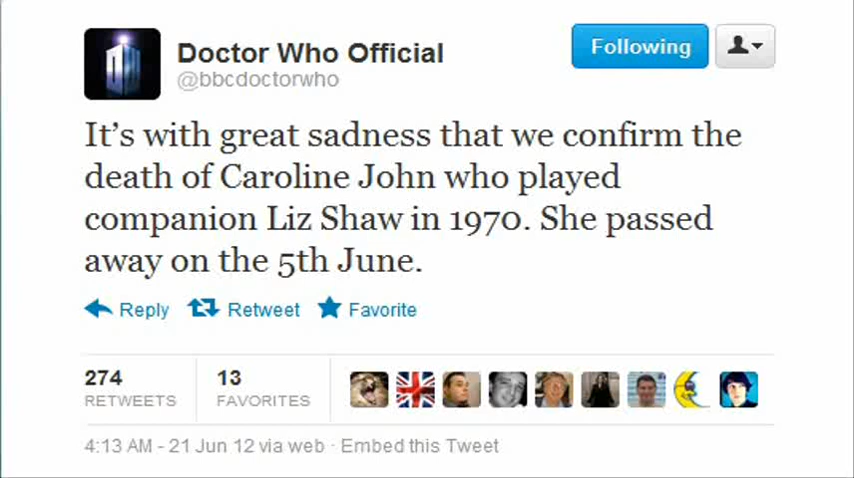 Doctor Who Official
@bbcdoctorwho
Following
It's with great sadness that we confirm the
death of Caroline John who played
companion Liz Shaw in 1970. She passed
away on the 5th June.
Reply Retweet Favorite
274 13
RETWEETS FAVORITES
4:13 AM - 21 Jun 12 via web · Embed this Tweet